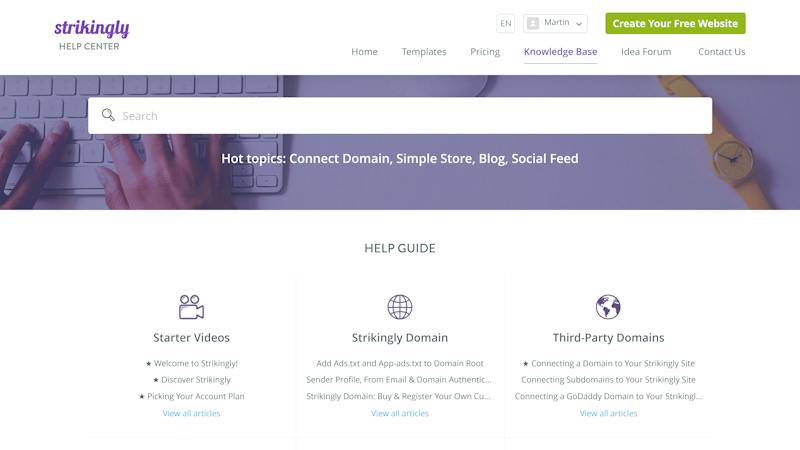 strikingly
HELP CENTER
EN
Martin
Create Your Free Website
Home
Templates
Pricing
Knowledge Base
Idea Forum
Contact Us
Search
Hot topics: Connect Domain, Simple Store, Blog, Social Feed
HELP GUIDE
Starter Videos
★ Welcome to Strikingly!
★ Discover Strikingly
★ Picking Your Account Plan
View all articles
Strikingly Domain
Add Ads.txt and App-ads.txt to Domain Root
Sender Profile, From Email & Domain Authentic...
Strikingly Domain: Buy & Register Your Own Cu...
View all articles
Third-Party Domains
★ Connecting a Domain to Your Strikingly Site
Connecting Subdomains to Your Strikingly Site
Connecting a GoDaddy Domain to Your Strikingl...
View all articles